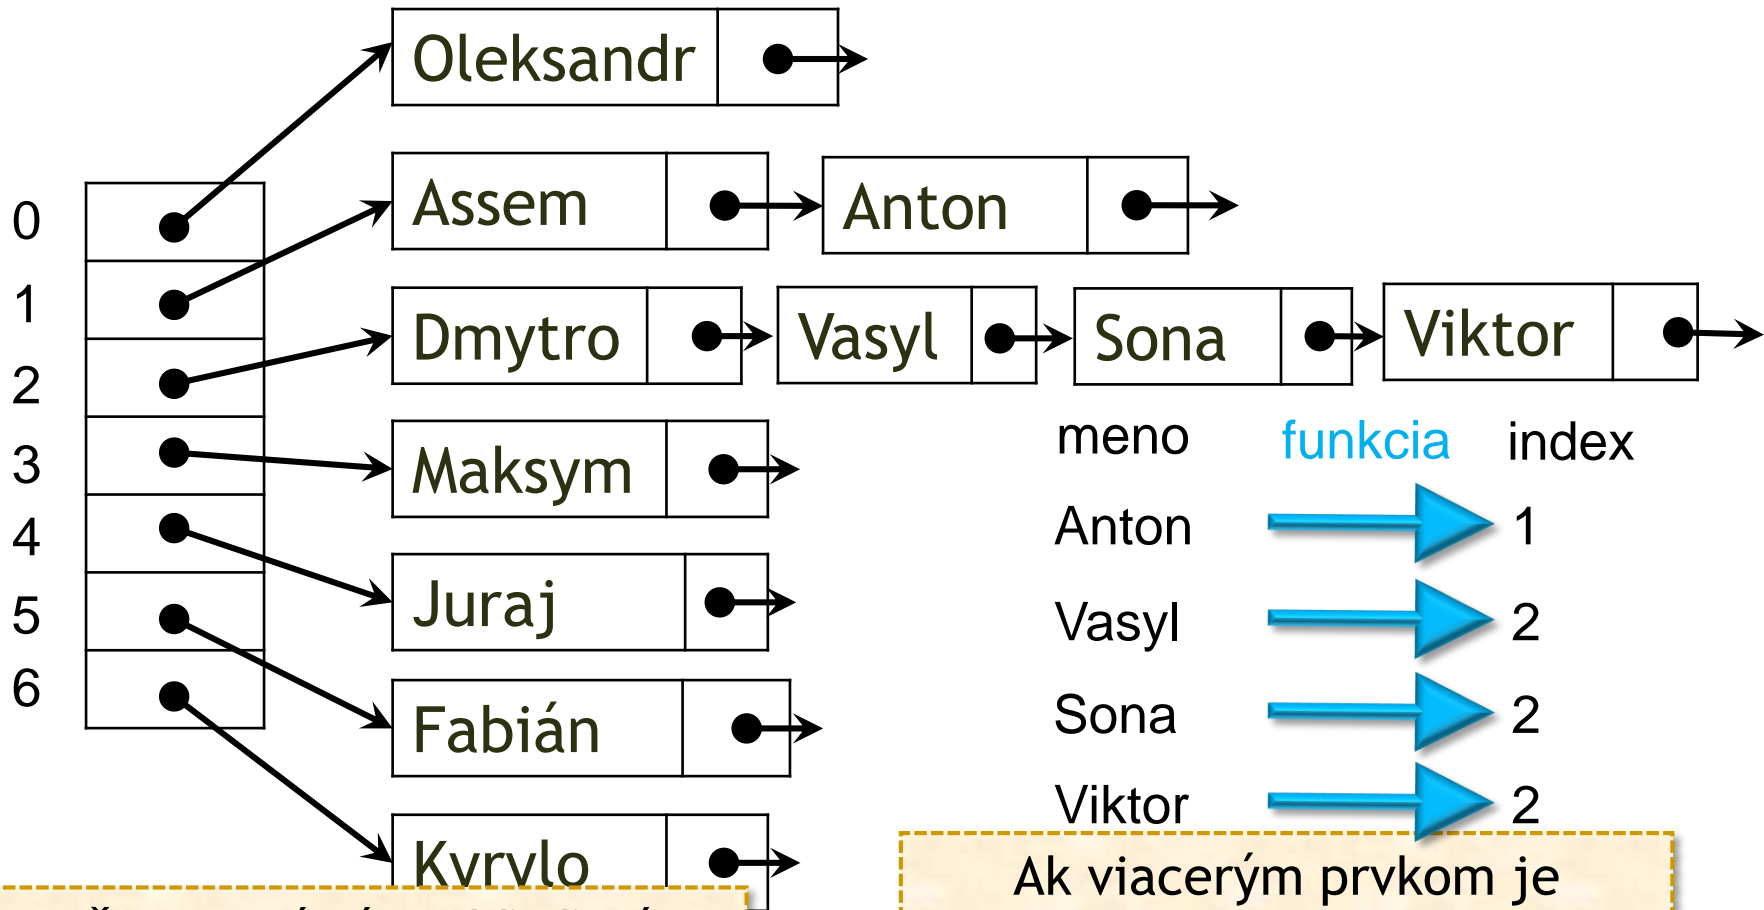 Oleksandr
0 Assem Anton
1 Dmytro Vasyl Sona Viktor
2
3 Maksym
4 Juraj
5 Fabián
6 Kyrylo
meno funkcia index
Anton 1
Vasyl 2
Sona 2
Viktor 2
Ak viacerým prvkom je